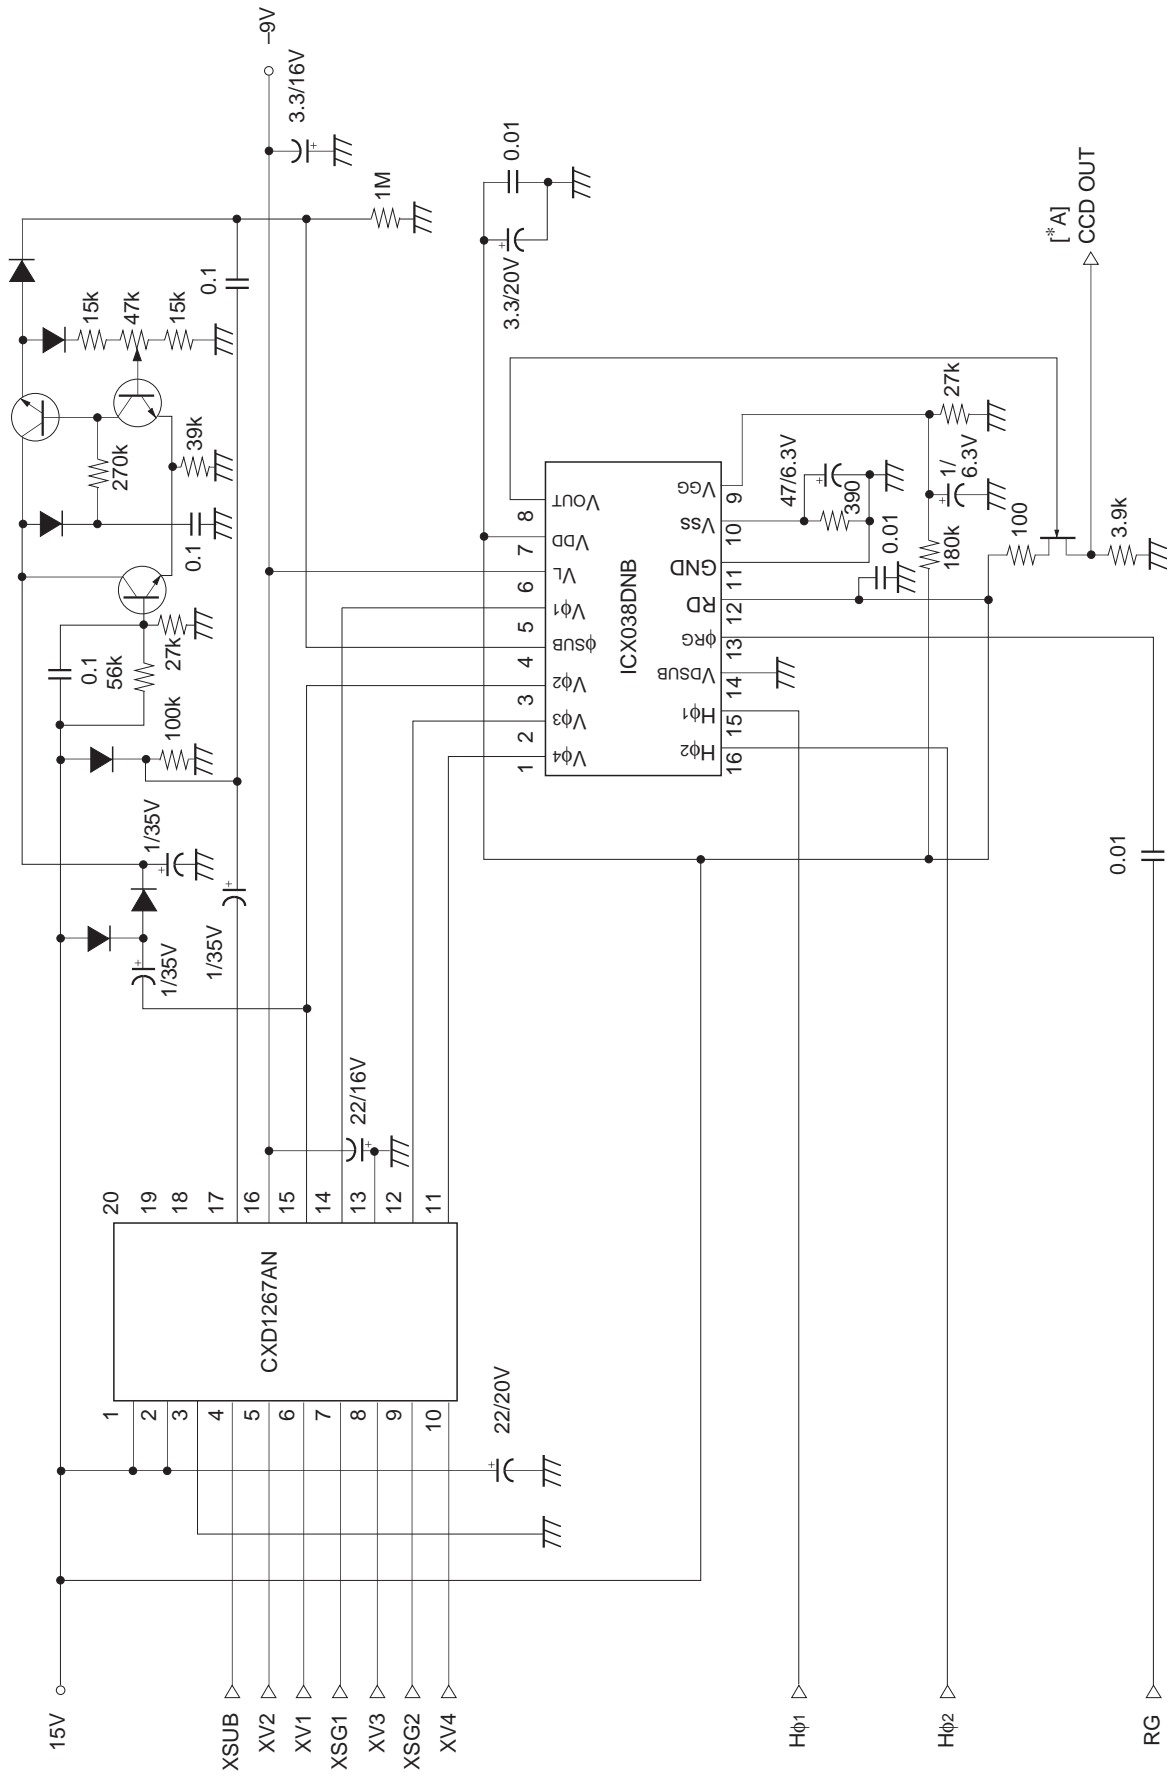 15V
XSUB
XV2
XV1
XSG1
XV3
XSG2
XV4
Hϕ1
Hϕ2
RG
22/20V
CXD1267AN
1
2
3
4
5
6
7
8
9
10
20
19
18
17
16
15
14
13
12
11
22/16V
1/35V
1/35V
1/35V
100k
56k
0.1
27k
0.1
270k
39k
15k
47k
15k
0.1
1M
3.3/16V
–9V
ICX038DNB
1
2
3
4
5
6
7
8
Vϕ4
Vϕ3
Vϕ2
ϕSUB
Vϕ1
VL
VDD
VOUT
Hϕ2
Hϕ1
VDSUB
ϕRG
RD
GND
VSS
VGG
16
15
14
13
12
11
10
9
3.3/20V
0.01
47/6.3V
390
0.01
180k
1/
6.3V
27k
100
3.9k
0.01
[*A]
CCD OUT